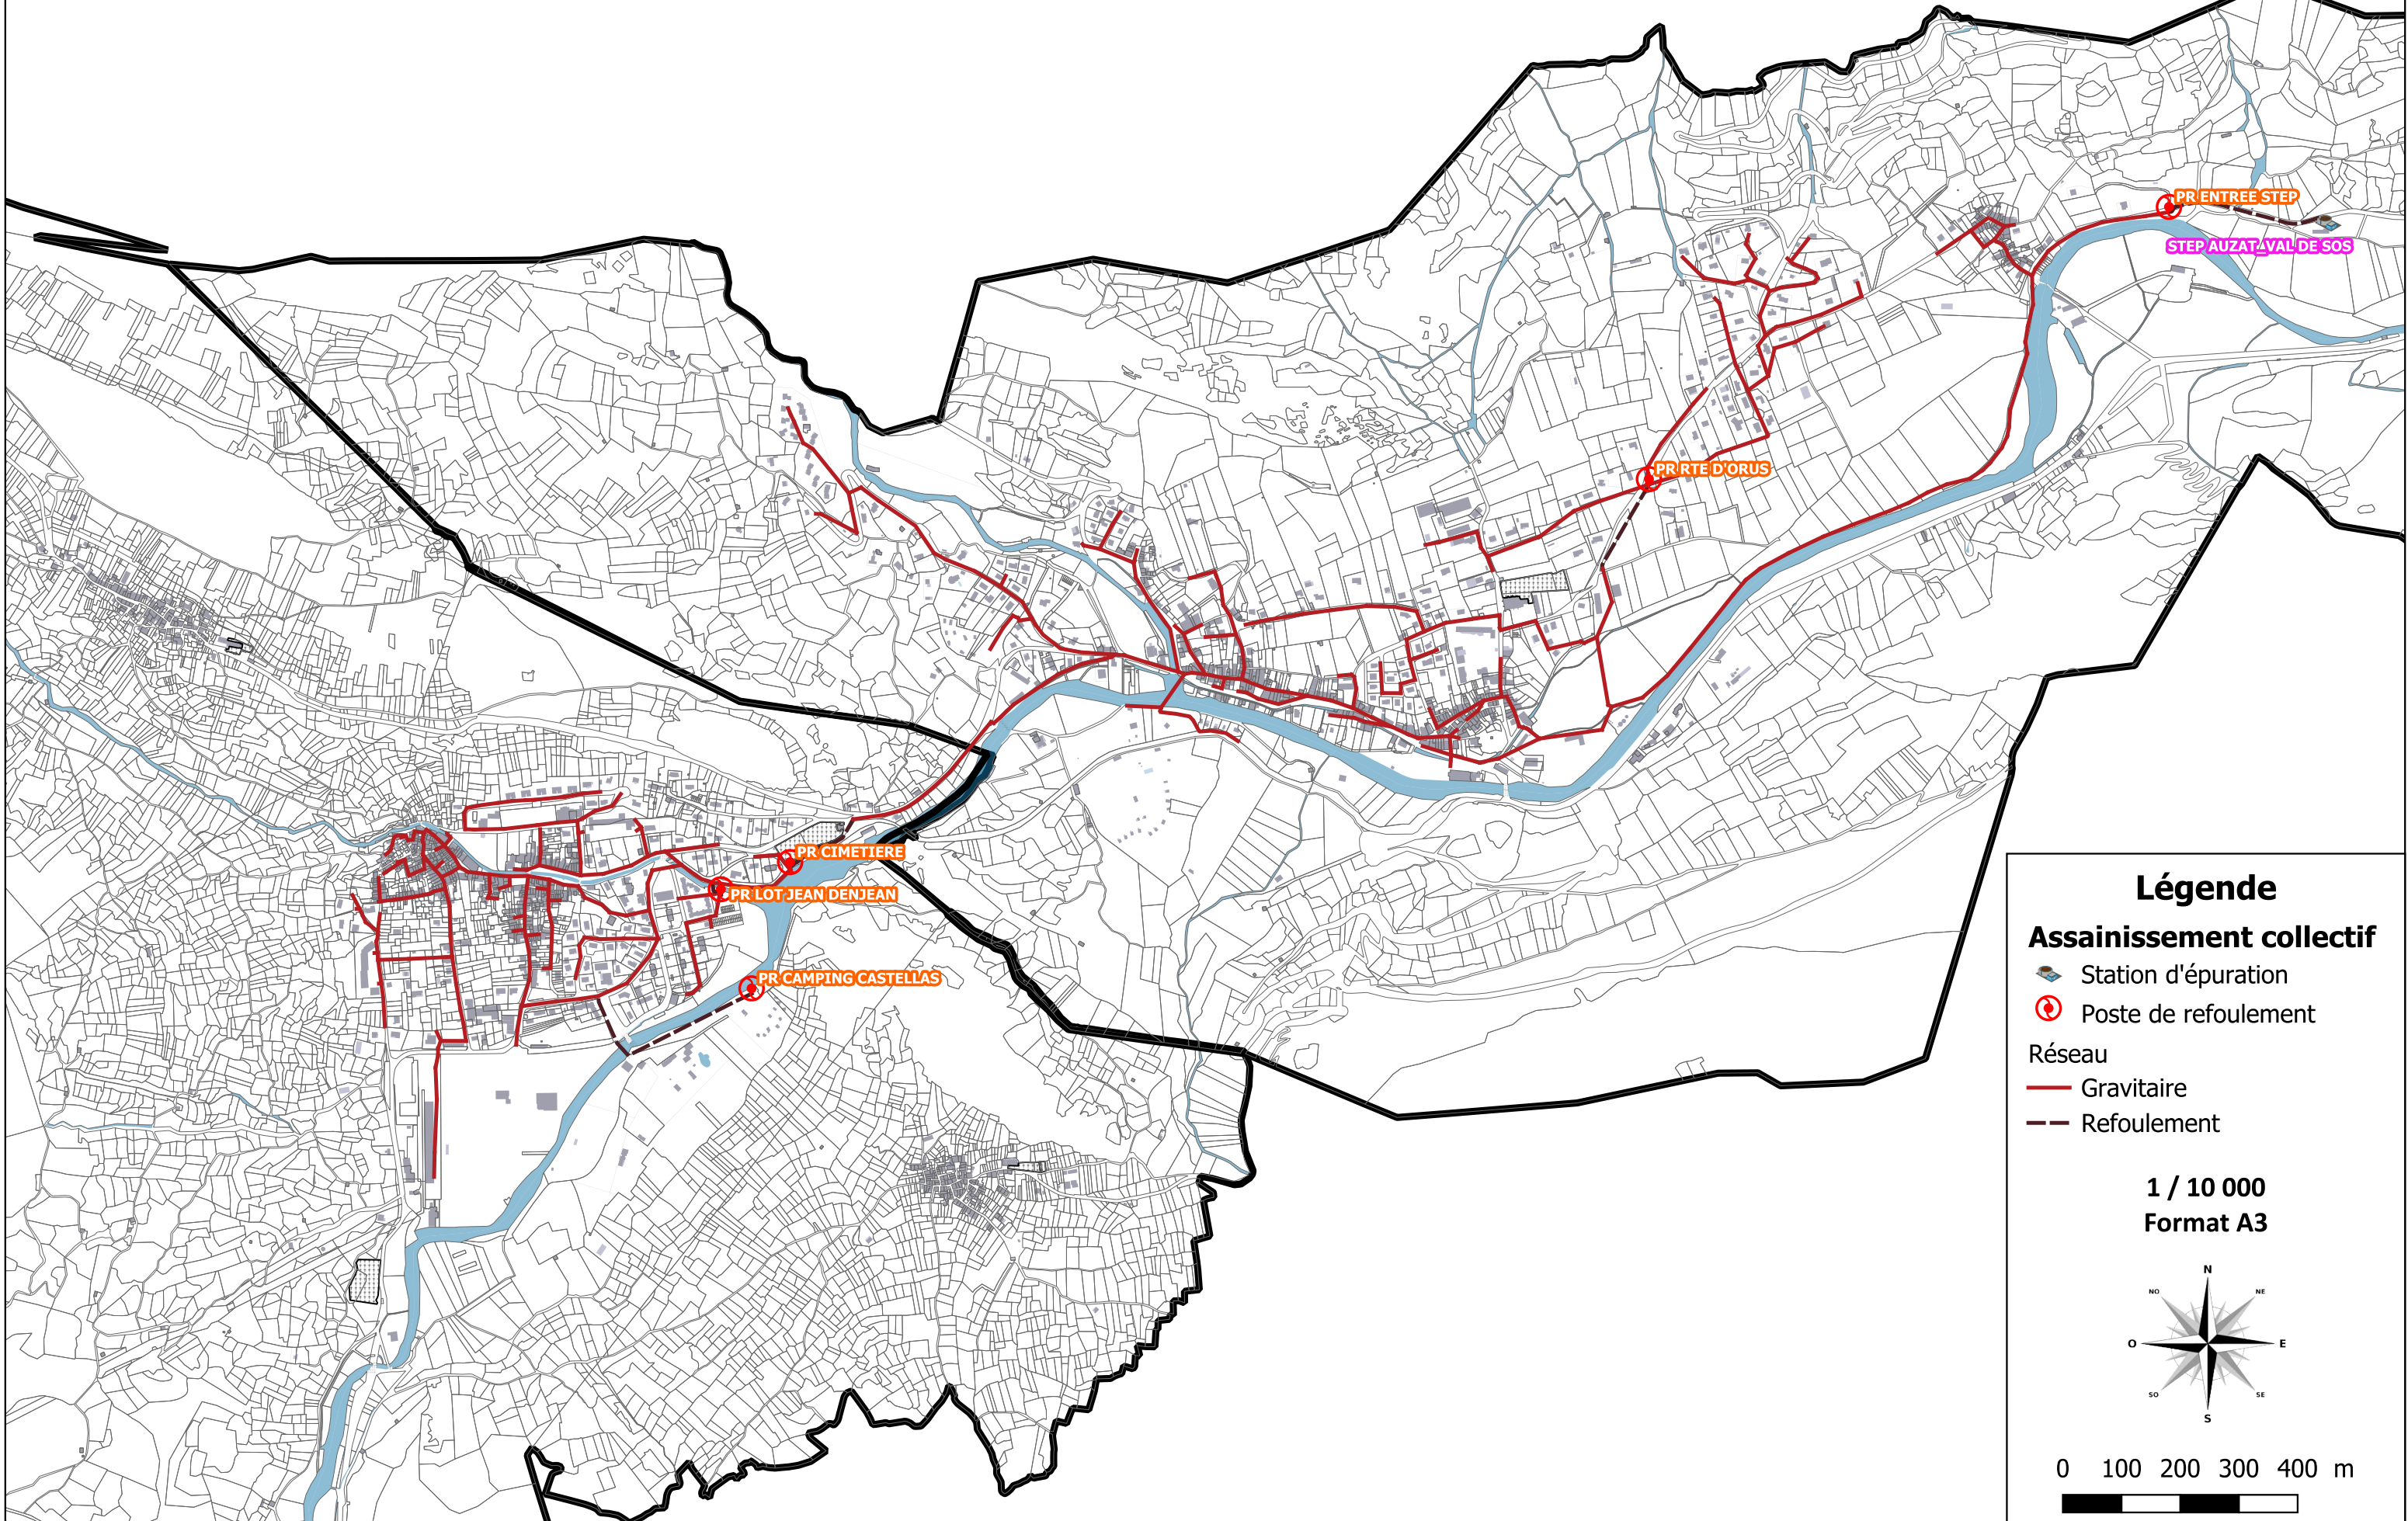 PR ENTREE STEP
STEP AUZAT_VAL DE SOS
PR RTE D'ORUS
PR CIMETIERE
PR LOT JEAN DENJEAN
PR CAMPING CASTELLAS
Légende
Assainissement collectif
Station d'épuration
Poste de refoulement
Réseau
Gravitaire
Refoulement
1 / 10 000
Format A3
N
NO NE
O E
SO SE
S
0 100 200 300 400 m